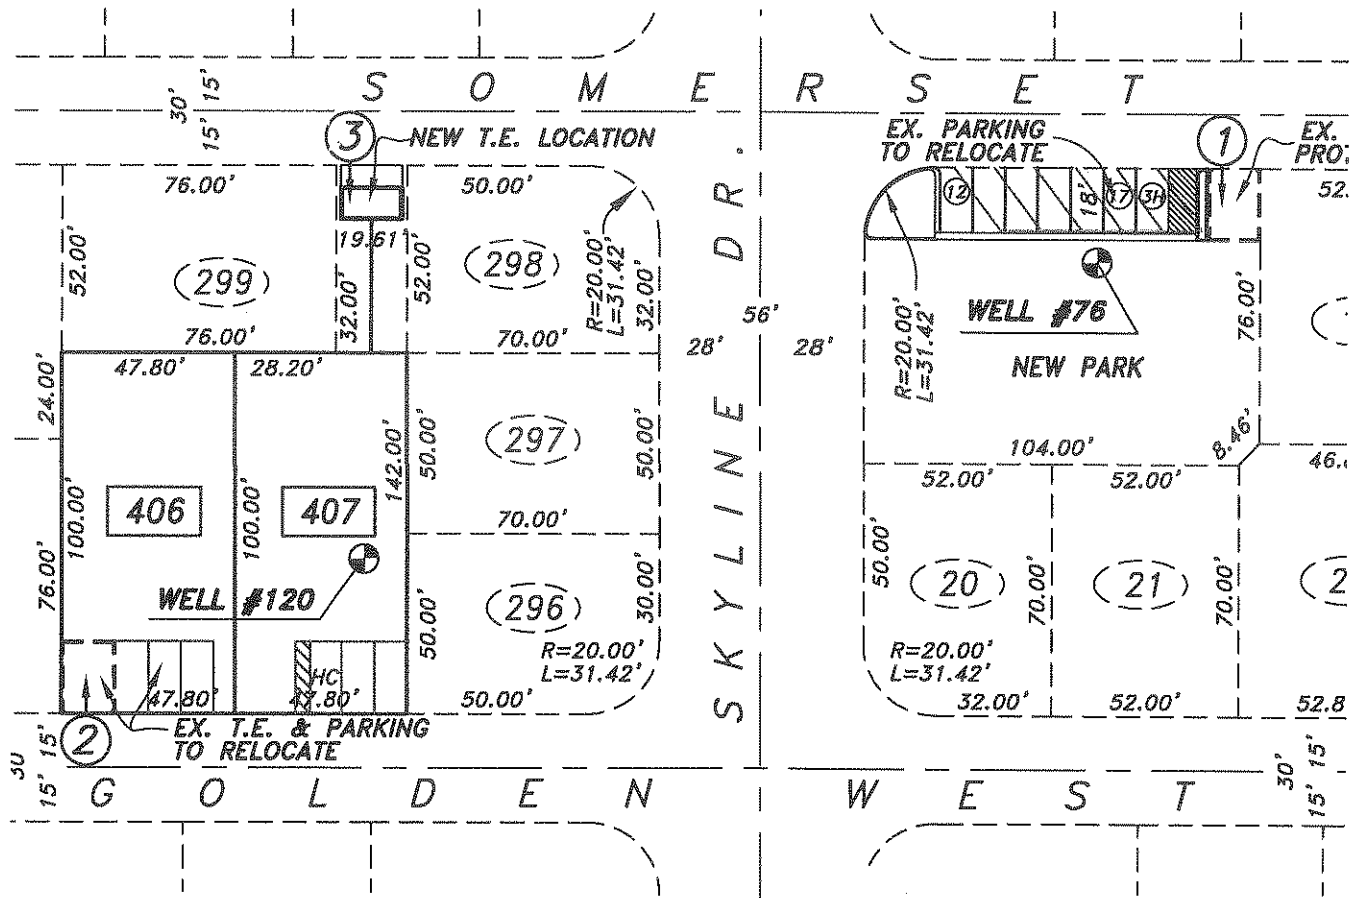 SOMERSET
30'
15'
15'
3
NEW T.E. LOCATION
EX. PARKING
TO RELOCATE
1
EX.
76.00'
50.00'
12
18'
17
3H
52.00'
299
19.61'
32.00'
52.00'
298
R=20.00'
L=31.42'
32.00'
76.00'
70.00'
SKYLINE DR.
56'
28'
28'
R=20.00'
L=31.42'
WELL #76
NEW PARK
76.00'
24.00'
47.80'
28.20'
142.00'
50.00'
297
50.00'
104.00'
8.46'
52.00'
52.00'
76.00'
100.00'
406
100.00'
407
70.00'
WELL #120
50.00'
296
30.00'
R=20.00'
L=31.42'
50.00'
20
70.00'
21
70.00'
R=20.00'
L=31.42'
HC
47.80'
47.80'
50.00'
32.00'
52.00'
52.8
2
EX. T.E. & PARKING
TO RELOCATE
15'
15'
30'
15'
15'
GOLDEN WEST